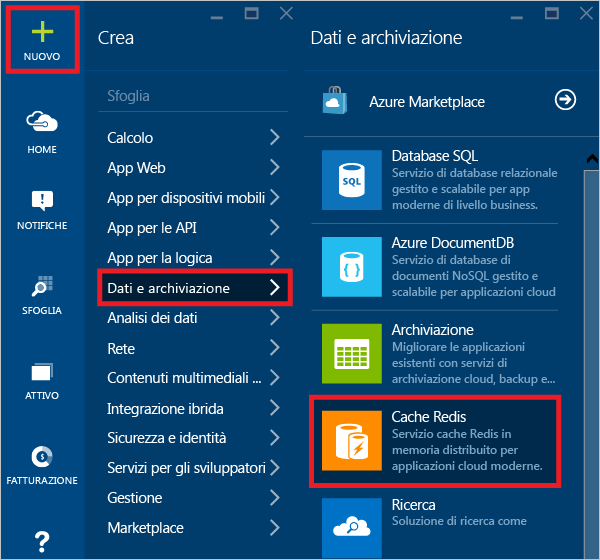 NUOVO
HOME
NOTIFICHE
SFOGLIA
ATTIVO
FATTURAZIONE
?
Crea
Sfoglia
Calcolo
App Web
App per dispositivi mobili
App per le API
App per la logica
Dati e archiviazione
Analisi dei dati
Rete
Contenuti multimediali ...
Integrazione ibrida
Sicurezza e identità
Servizi per gli sviluppatori
Gestione
Marketplace
Dati e archiviazione
Azure Marketplace
SQL
Database SQL
Servizio di database relazionale
gestito e scalabile per app
moderne di livello business.
{ }
Azure DocumentDB
Servizio di database di
documenti NoSQL gestito e
scalabile per applicazioni cloud
Archiviazione
Migliorare le applicazioni
esistenti con servizi di
archiviazione cloud, backup e...
Cache Redis
Servizio cache Redis in
memoria distribuito per
applicazioni cloud moderne.
Ricerca
Soluzione di ricerca come